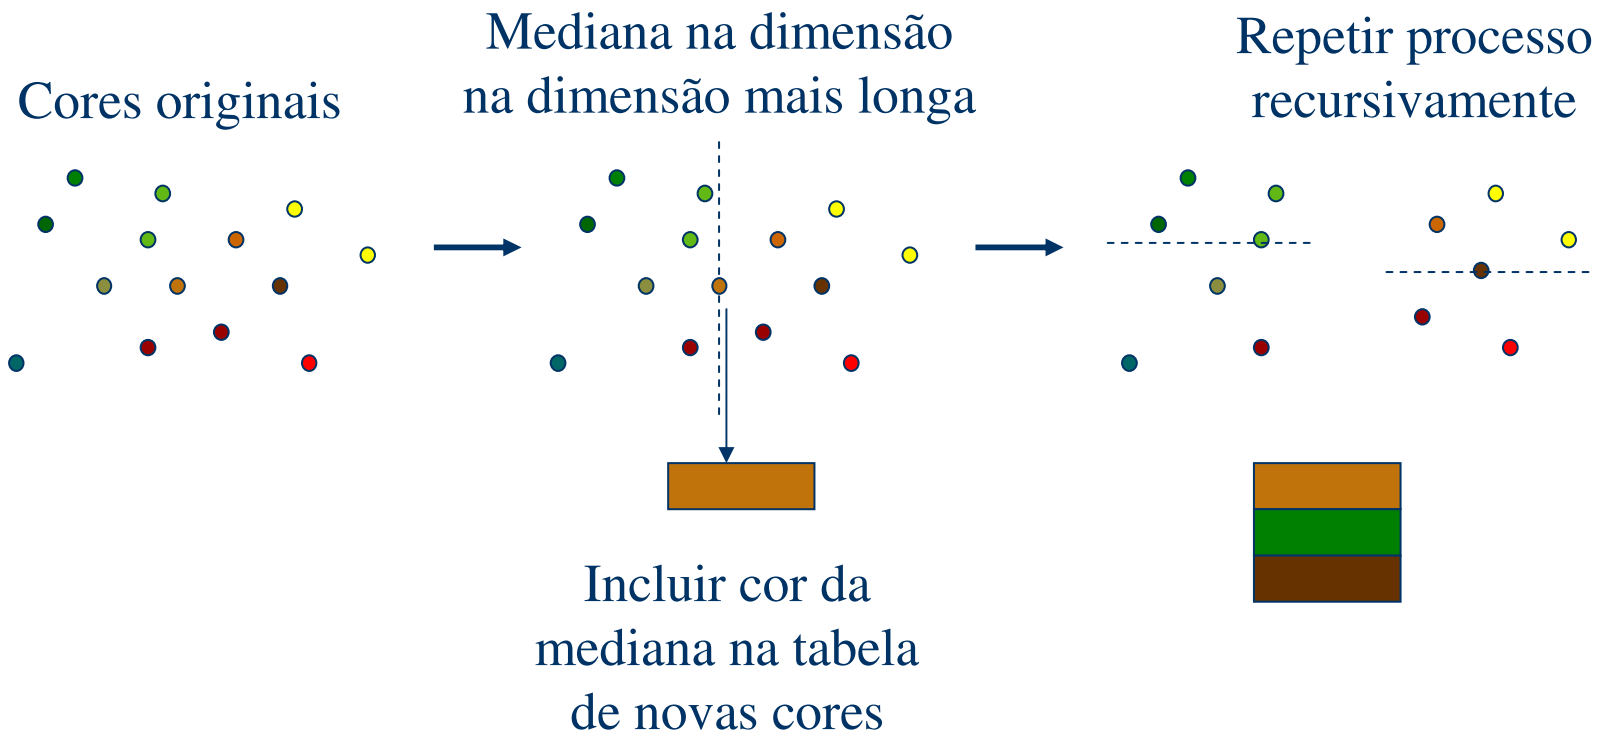 Cores originais
Mediana na dimensão
na dimensão mais longa
Repetir processo
recursivamente
Incluir cor da
mediana na tabela
de novas cores